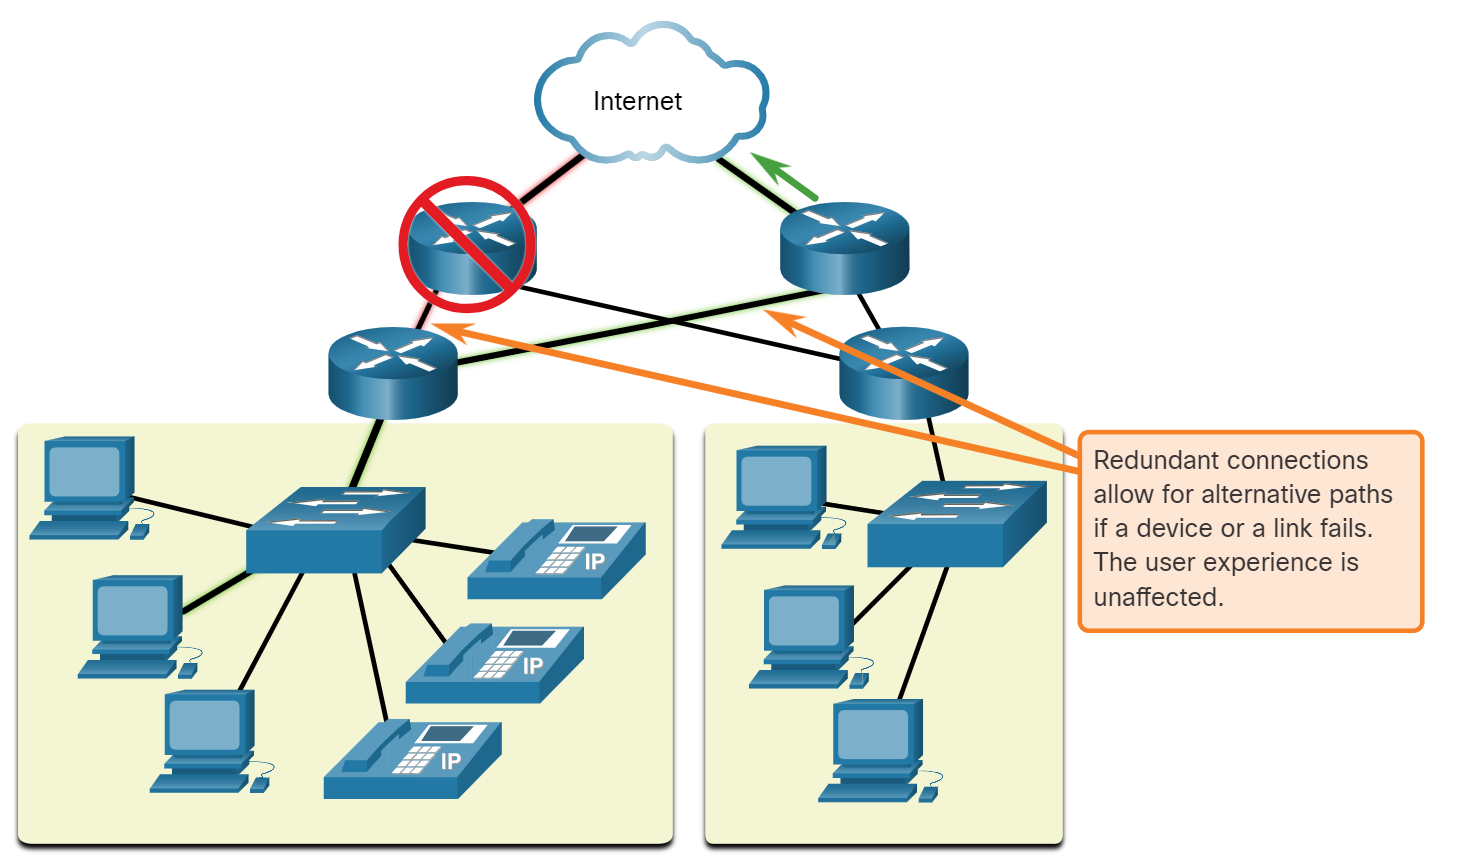 Internet
Redundant connections
allow for alternative paths
if a device or a link fails.
The user experience is
unaffected.
IP
IP
IP